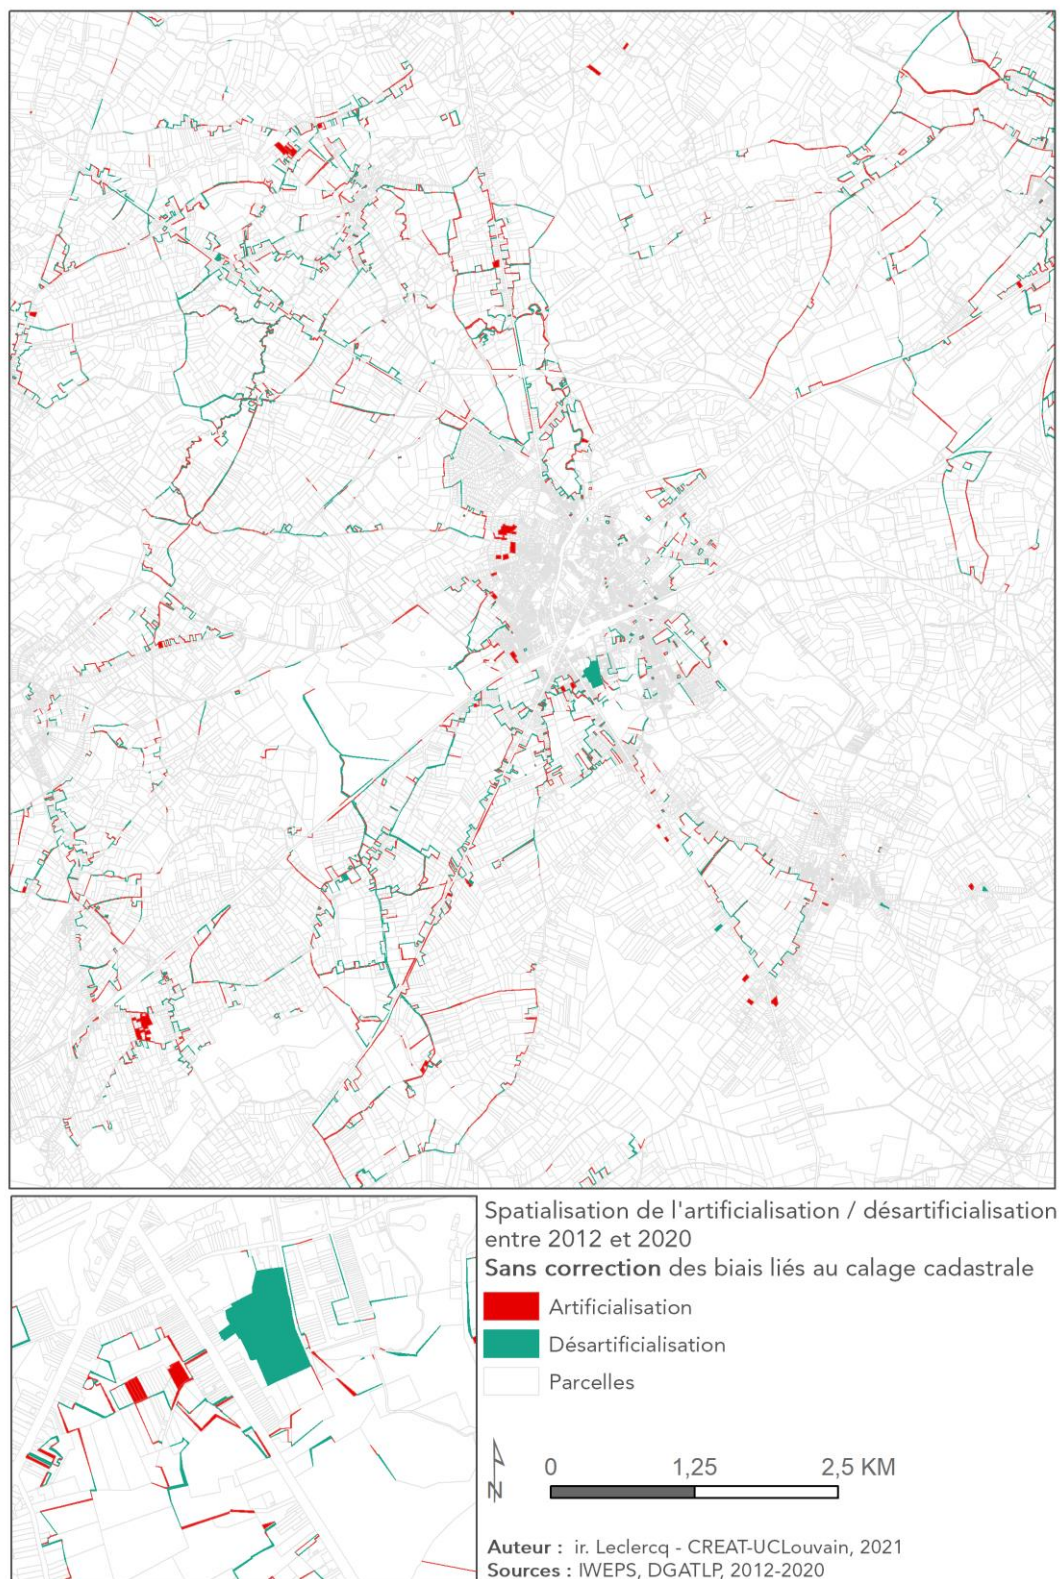 Spatialisation de l'artificialisation / désartificialisation
entre 2012 et 2020
Sans correction des biais liés au calage cadastrale
Artificialisation
Désartificialisation
Parcelles
N
0 1,25 2,5 KM
Auteur : ir. Leclercq - CREAT-UCLouvain, 2021
Sources : IWEPS, DGATLP, 2012-2020